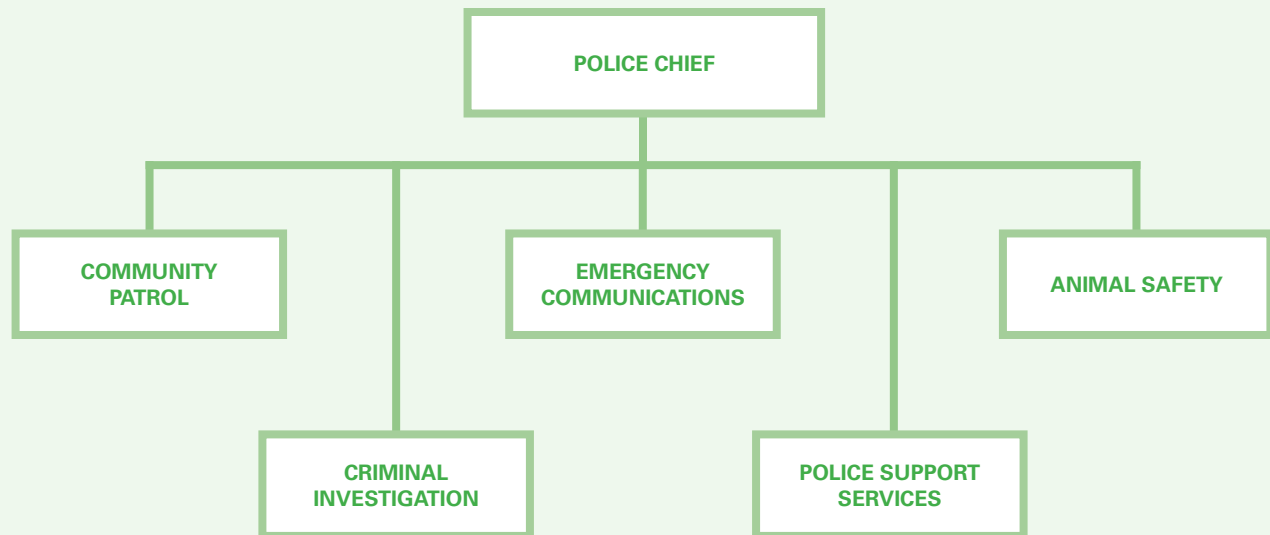 POLICE CHIEF
COMMUNITY
PATROL
EMERGENCY
COMMUNICATIONS
ANIMAL SAFETY
CRIMINAL
INVESTIGATION
POLICE SUPPORT
SERVICES